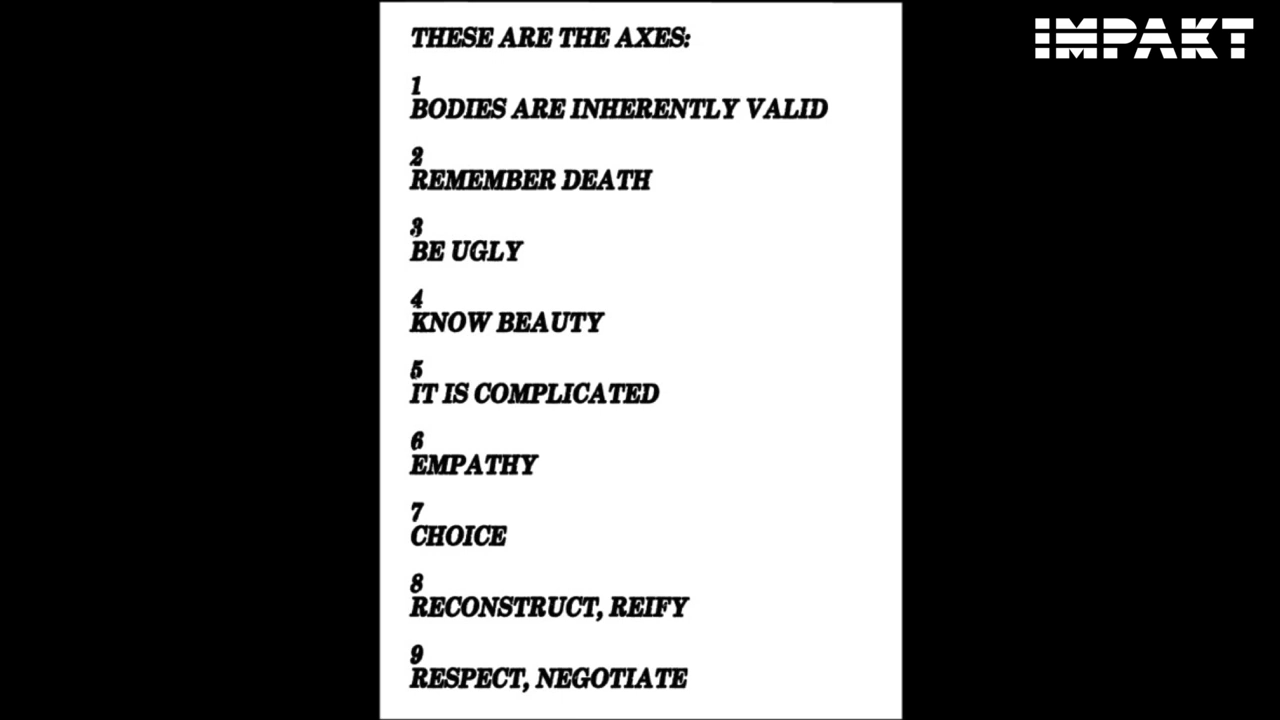 THESE ARE THE AXES:
1
BODIES ARE INHERENTLY VALID
2
REMEMBER DEATH
3
BE UGLY
4
KNOW BEAUTY
5
IT IS COMPLICATED
6
EMPATHY
7
CHOICE
8
RECONSTRUCT, REIFY
9
RESPECT, NEGOTIATE
IMPAKT